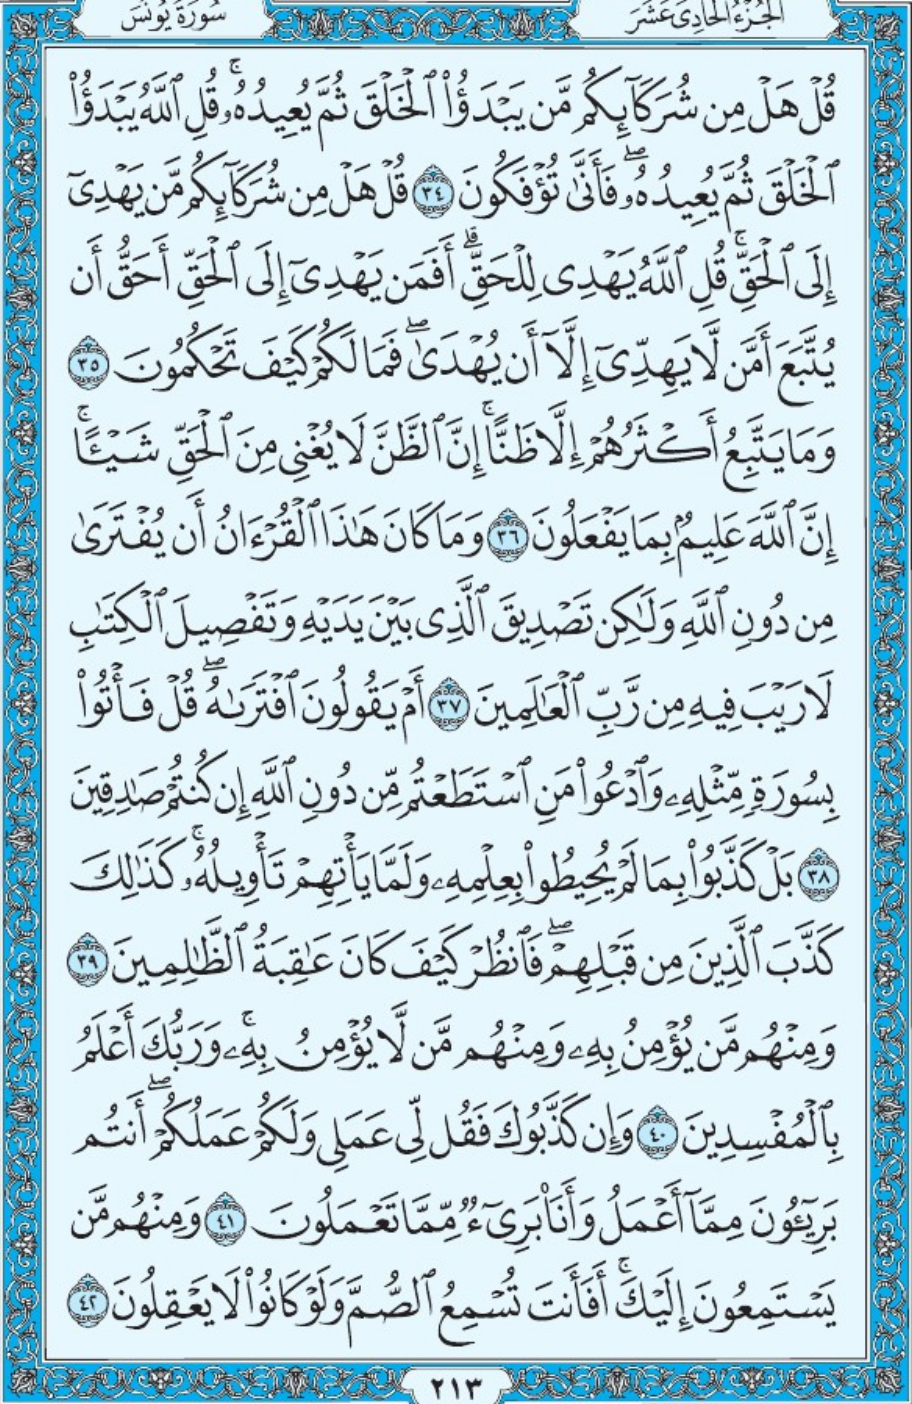 الجُزْءُ الحَادِي عَشَرَ
سُورَةُ يُونُسَ
قُلْ هَلْ مِن شُرَكَآئِكُم مَّن يَبْدَؤُا۟ ٱلْخَلْقَ ثُمَّ يُعِيدُهُۥ ۚ قُلِ ٱللَّهُ يَبْدَؤُا۟
ٱلْخَلْقَ ثُمَّ يُعِيدُهُۥ ۖ فَأَنَّىٰ تُؤْفَكُونَ ٣٤ قُلْ هَلْ مِن شُرَكَآئِكُم مَّن يَهْدِىٓ
إِلَى ٱلْحَقِّ ۚ قُلِ ٱللَّهُ يَهْدِى لِلْحَقِّ ۗ أَفَمَن يَهْدِىٓ إِلَى ٱلْحَقِّ أَحَقُّ أَن
يُتَّبَعَ أَمَّن لَّا يَهِدِّىٓ إِلَّآ أَن يُهْدَىٰ ۖ فَمَا لَكُمْ كَيْفَ تَحْكُمُونَ ٣٥
وَمَا يَتَّبِعُ أَكْثَرُهُمْ إِلَّا ظَنًّا ۚ إِنَّ ٱلظَّنَّ لَا يُغْنِى مِنَ ٱلْحَقِّ شَيْـًٔا ۚ
إِنَّ ٱللَّهَ عَلِيمٌۢ بِمَا يَفْعَلُونَ ٣٦ وَمَا كَانَ هَـٰذَا ٱلْقُرْءَانُ أَن يُفْتَرَىٰ
مِن دُونِ ٱللَّهِ وَلَـٰكِن تَصْدِيقَ ٱلَّذِى بَيْنَ يَدَيْهِ وَتَفْصِيلَ ٱلْكِتَـٰبِ
لَا رَيْبَ فِيهِ مِن رَّبِّ ٱلْعَـٰلَمِينَ ٣٧ أَمْ يَقُولُونَ ٱفْتَرَىٰهُ ۖ قُلْ فَأْتُوا۟
بِسُورَةٍ مِّثْلِهِۦ وَٱدْعُوا۟ مَنِ ٱسْتَطَعْتُم مِّن دُونِ ٱللَّهِ إِن كُنتُمْ صَـٰدِقِينَ
٣٨ بَلْ كَذَّبُوا۟ بِمَا لَمْ يُحِيطُوا۟ بِعِلْمِهِۦ وَلَمَّا يَأْتِهِمْ تَأْوِيلُهُۥ ۚ كَذَٰلِكَ
كَذَّبَ ٱلَّذِينَ مِن قَبْلِهِمْ ۖ فَٱنظُرْ كَيْفَ كَانَ عَـٰقِبَةُ ٱلظَّـٰلِمِينَ ٣٩
وَمِنْهُم مَّن يُؤْمِنُ بِهِۦ وَمِنْهُم مَّن لَّا يُؤْمِنُ بِهِۦ ۚ وَرَبُّكَ أَعْلَمُ
بِٱلْمُفْسِدِينَ ٤٠ وَإِن كَذَّبُوكَ فَقُل لِّى عَمَلِى وَلَكُمْ عَمَلُكُمْ ۖ أَنتُم
بَرِيٓـُٔونَ مِمَّآ أَعْمَلُ وَأَنَا۠ بَرِىٓءٌ مِّمَّا تَعْمَلُونَ ٤١ وَمِنْهُم مَّن
يَسْتَمِعُونَ إِلَيْكَ ۚ أَفَأَنتَ تُسْمِعُ ٱلصُّمَّ وَلَوْ كَانُوا۟ لَا يَعْقِلُونَ ٤٢
٢١٣